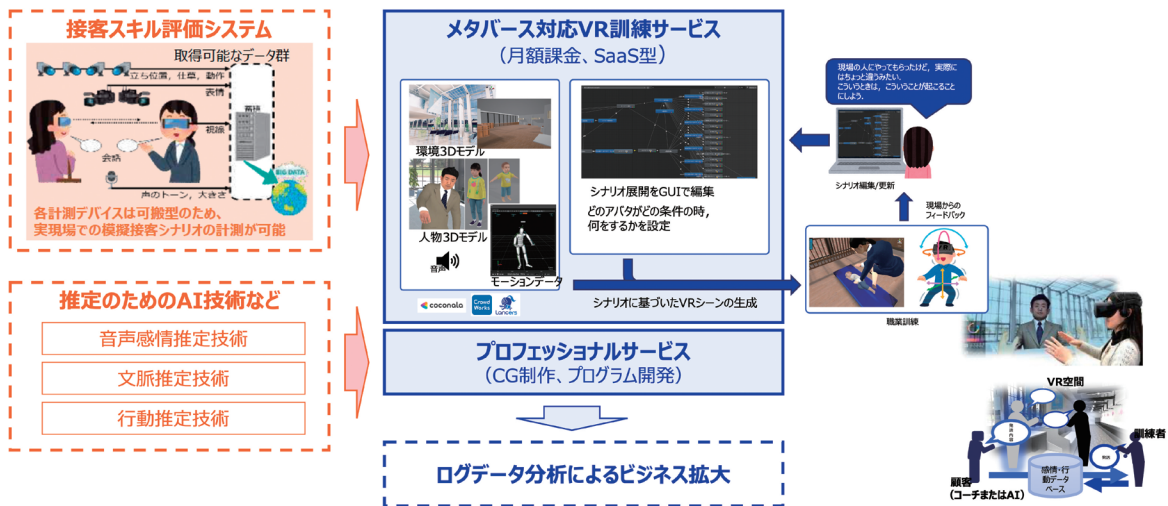 接客スキル評価システム
取得可能なデータ群
立ち位置，仕草，動作
表情
蓄積
視線
会話
BIG DATA
声のトーン，大きさ
各計測デバイスは可搬型のため、
実現場での模擬接客シナリオの計測が可能
推定のためのAI技術など
音声感情推定技術
文脈推定技術
行動推定技術
メタバース対応VR訓練サービス
（月額課金、SaaS型）
環境3Dモデル
人物3Dモデル
音声
モーションデータ
シナリオ展開をGUIで編集
どのアバタがどの条件の時，
何をするかを設定
coconala
Crowd
Works
Lancers
シナリオに基づいたVRシーンの生成
プロフェッショナルサービス
（CG制作、プログラム開発）
ログデータ分析によるビジネス拡大
現場の人にやってもらったけど，実際に
はちょっと違うみたい．
こういうときは，こういうことが起こること
にしよう．
シナリオ編集/更新
現場からの
フィードバック
職業訓練
VR空間
訓練者
顧客
（コーチまたはAI）
感情・行
動データ
ベース